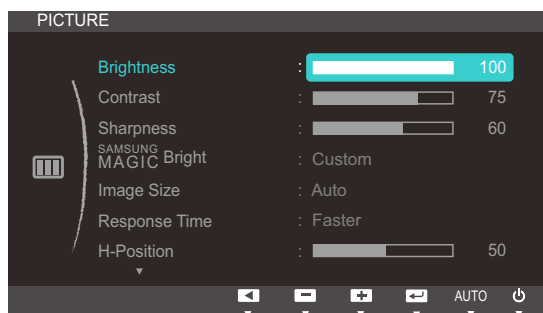 PICTURE
Brightness : 100
Contrast : 75
Sharpness : 60
SAMSUNG
MAGIC Bright : Custom
Image Size : Auto
Response Time : Faster
H-Position : 50
AUTO